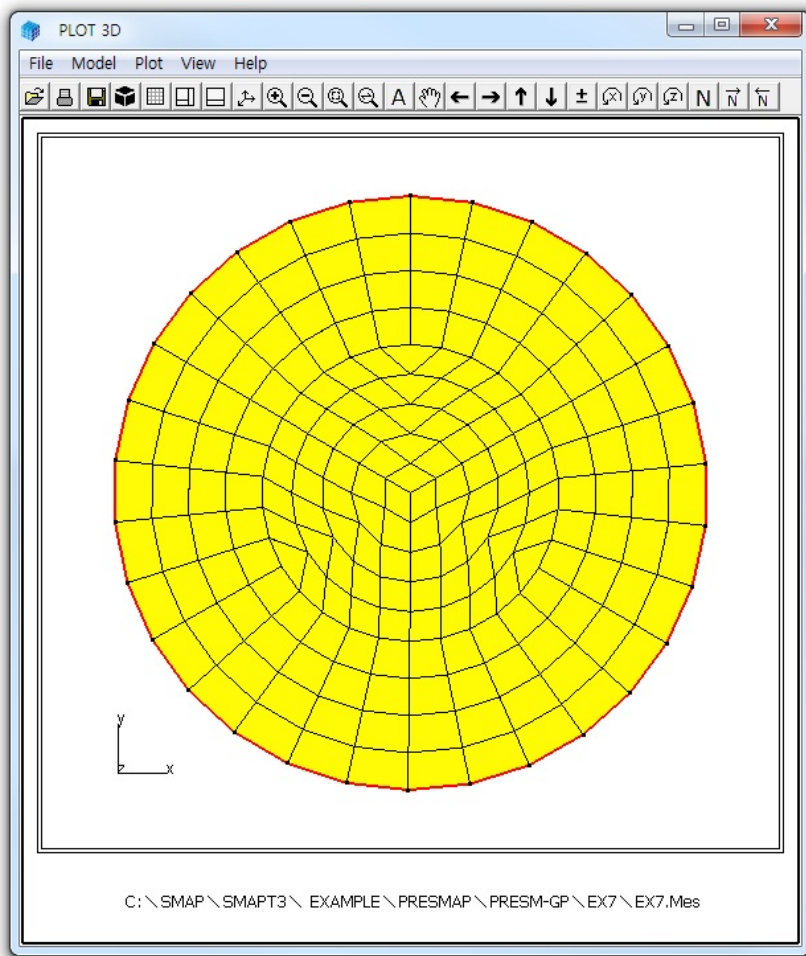 PLOT 3D
File Model Plot View Help
A ± x y z N N N
y
z x
C:\SMAP\SMAPT3\ EXAMPLE\PRESMAP\PRESM-GP\EX7\EX7.Mes